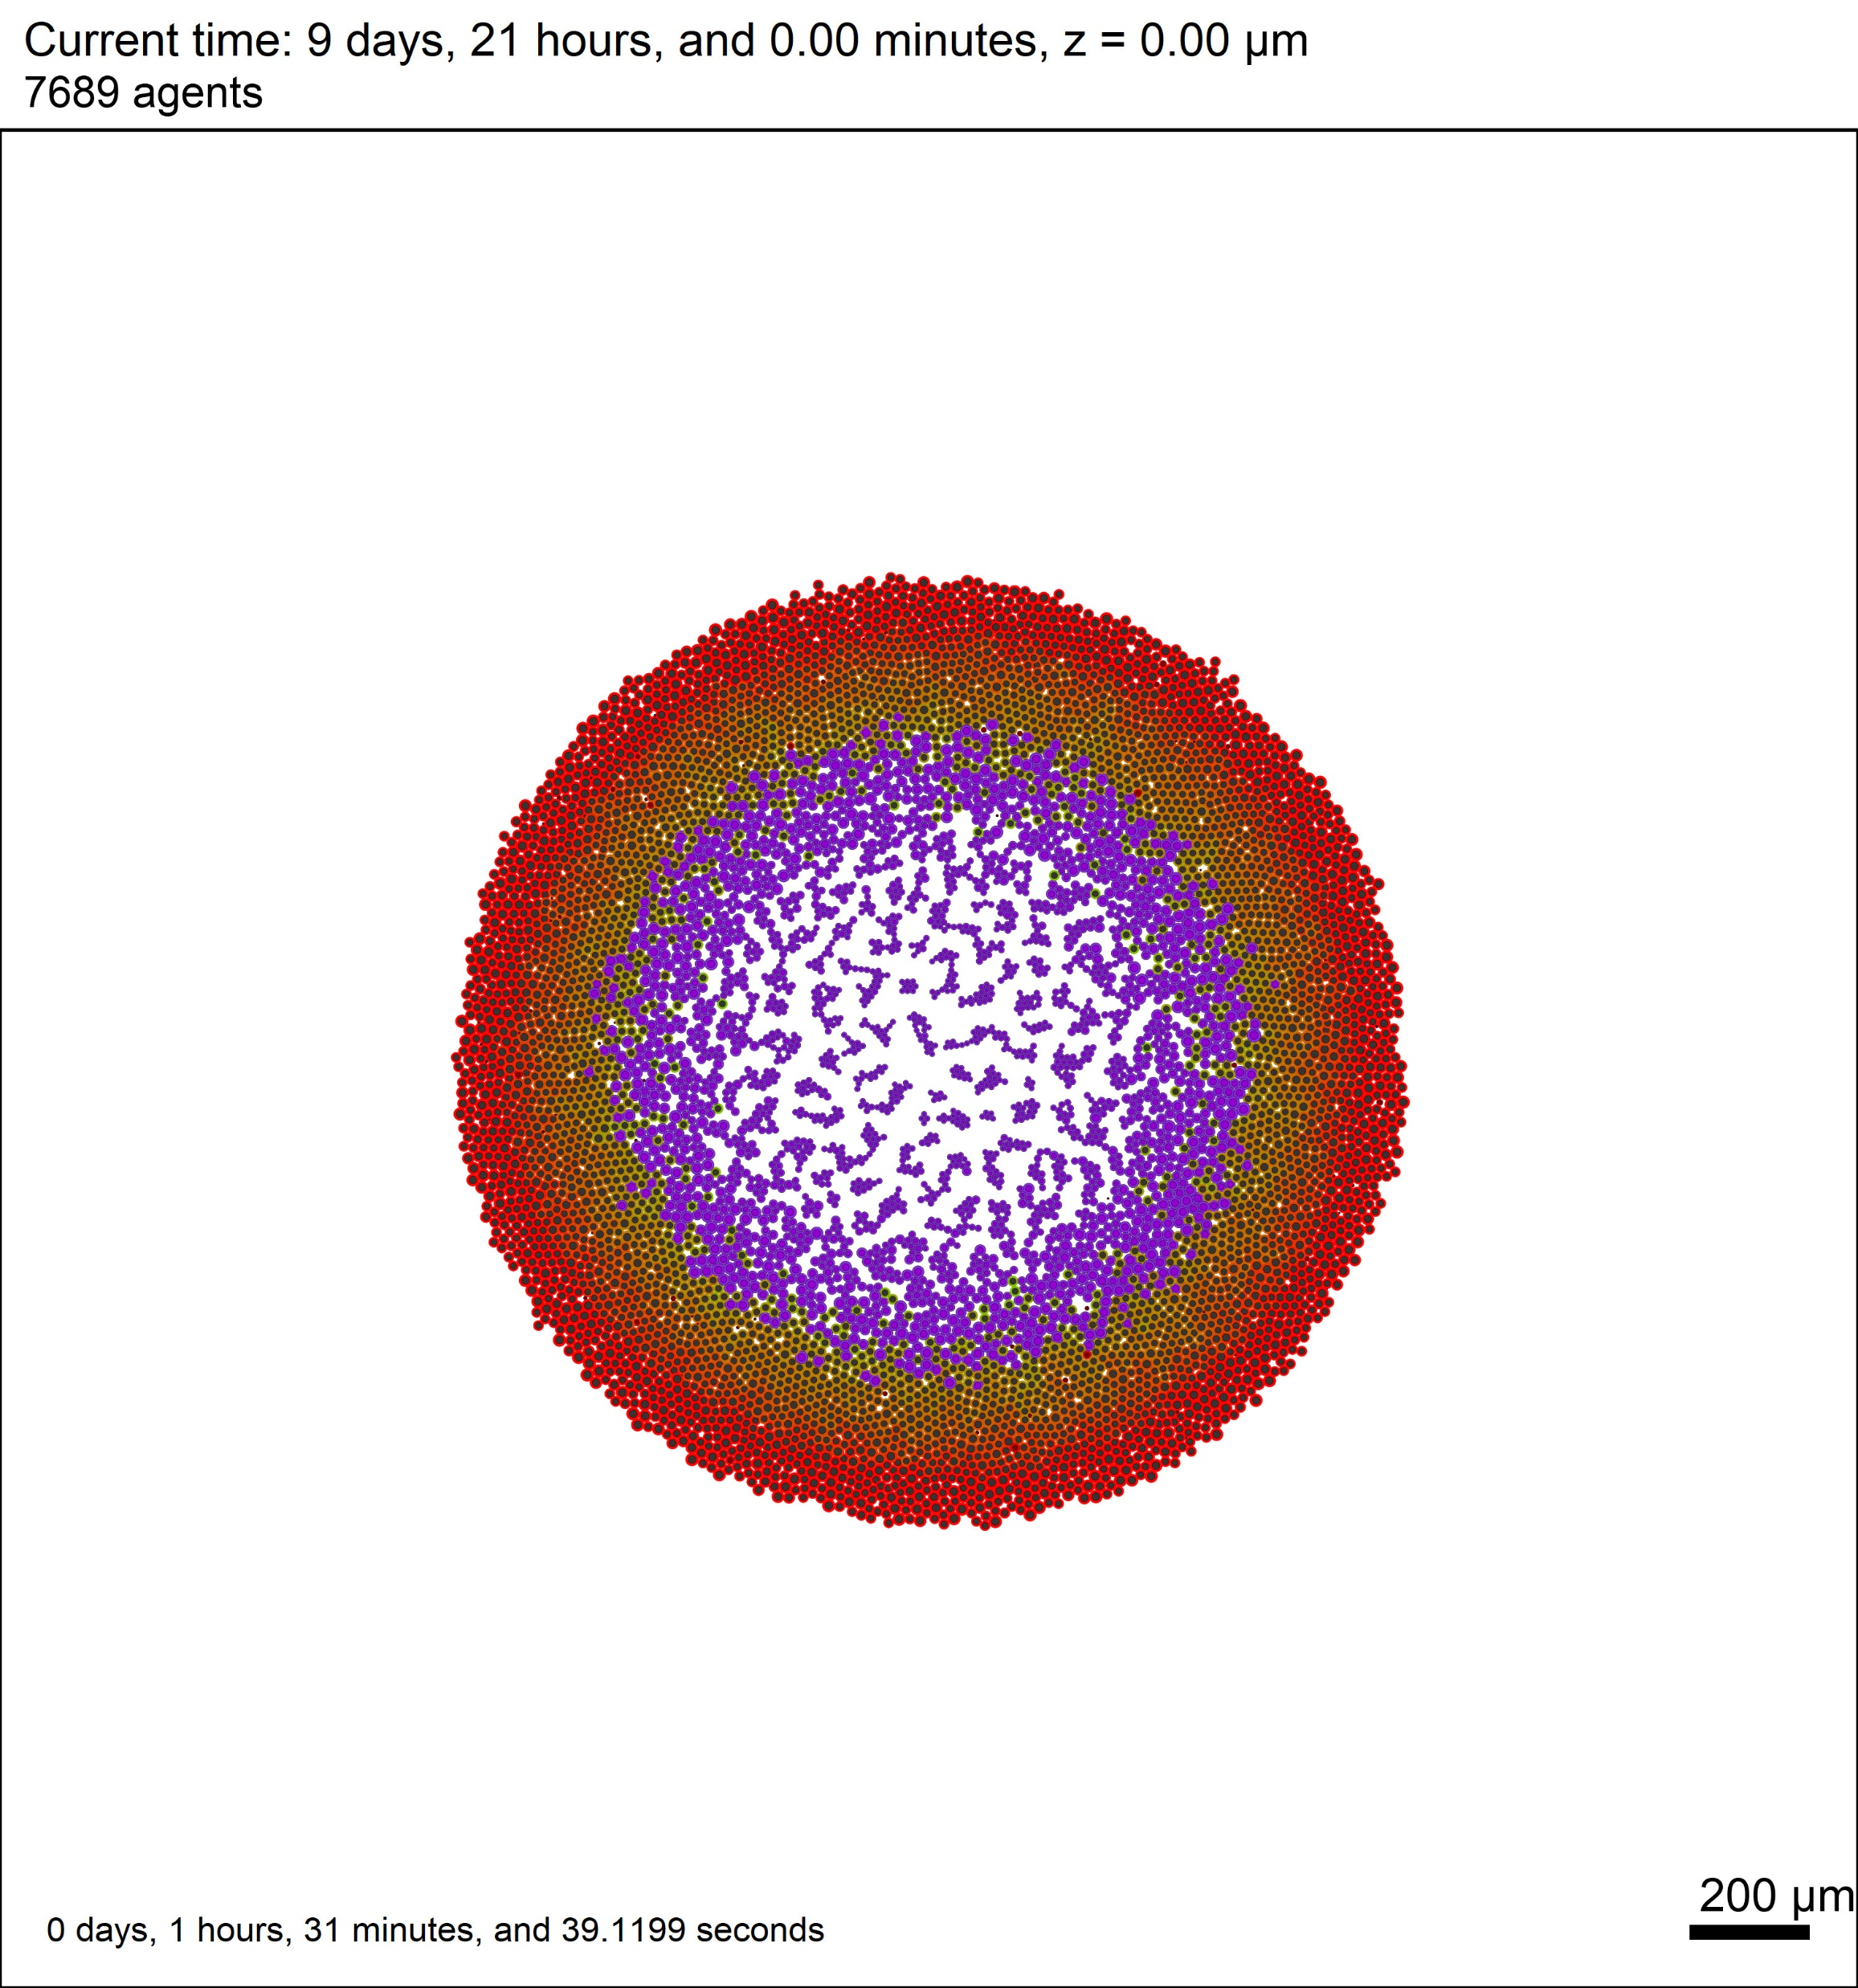 Current time: 9 days, 21 hours, and 0.00 minutes, z = 0.00 μm
7689 agents
200 μm
0 days, 1 hours, 31 minutes, and 39.1199 seconds